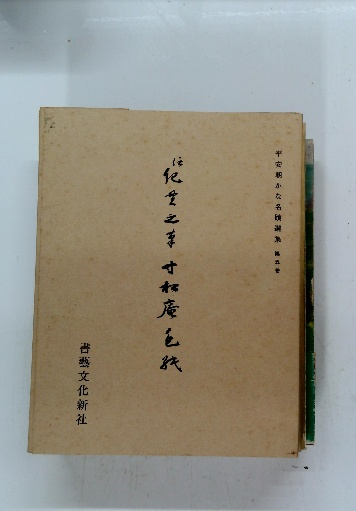 平安朝かな名蹟選集 第五巻
伝紀貫之筆 寸松庵色紙
書藝文化新社